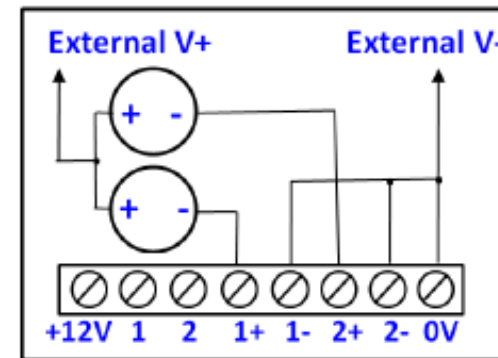 External V+ External V-
+ -
+ -
+12V 1 2 1+ 1- 2+ 2- 0V